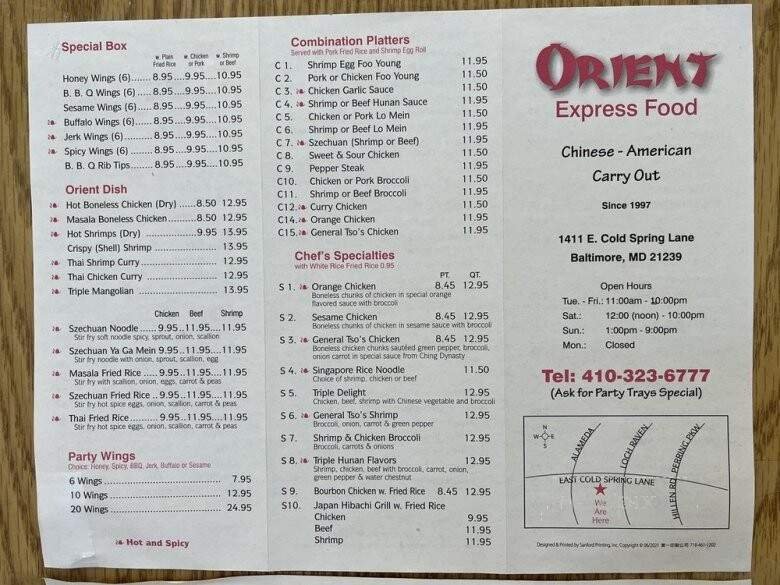 Special Box
w. Plain Fried Rice w. Chicken or Pork w. Shrimp or Beef
Honey Wings (6)....... 8.95....9.95....10.95
B. B. Q Wings (6)...... 8.95....9.95....10.95
Sesame Wings (6)..... 8.95....9.95....10.95
Buffalo Wings (6)...... 8.95....9.95....10.95
Jerk Wings (6).......... 8.95....9.95....10.95
Spicy Wings (6) ........ 8.95....9.95....10.95
B. B. Q Rib Tips......... 8.95....9.95....10.95
Orient Dish
Hot Boneless Chicken (Dry) ......8.50 12.95
Masala Boneless Chicken..........8.50 12.95
Hot Shrimps (Dry) .................. 9.95 13.95
Crispy (Shell) Shrimp ..................... 13.95
Thai Shrimp Curry.......................... 12.95
Thai Chicken Curry ........................ 12.95
Triple Mangolian ........................... 13.95
Chicken Beef Shrimp
Szechuan Noodle ...... 9.95..11.95....11.95
Stir fry soft noodle spicy, sprout, onion, scallion
Szechuan Ya Ga Mein 9.95..11.95....11.95
Stir fry noodle with onion, sprout, scallion, egg
Masala Fried Rice ...... 9.95..11.95....11.95
Stir fry with scallion, onion, eggs, carrot & peas
Szechuan Fried Rice .. 9.95..11.95....11.95
Stir fry hot spice eggs, onion, scallion, carrot & peas
Thai Fried Rice.......... 9.95..11.95....11.95
Stir fry hot spice eggs, onion, scallion, carrot & peas
Party Wings
Choice: Honey, Spicy, BBQ, Jerk, Buffalo or Sesame
6 Wings ........................................ 7.95
10 Wings ..................................... 12.95
20 Wings ..................................... 24.95
Hot and Spicy
Combination Platters
Served with Pork Fried Rice and Shrimp Egg Roll
C 1. Shrimp Egg Foo Young 11.95
C 2. Pork or Chicken Foo Young 11.50
C 3. Chicken Garlic Sauce 11.50
C 4. Shrimp or Beef Hunan Sauce 11.95
C 5. Chicken or Pork Lo Mein 11.50
C 6. Shrimp or Beef Lo Mein 11.95
C 7. Szechuan (Shrimp or Beef) 11.95
C 8. Sweet & Sour Chicken 11.50
C 9. Pepper Steak 11.95
C10. Chicken or Pork Broccoli 11.50
C11. Shrimp or Beef Broccoli 11.95
C12. Curry Chicken 11.50
C14. Orange Chicken 11.95
C15. General Tso's Chicken 11.95
Chef's Specialties
with White Rice Fried Rice 0.95
PT. QT.
S 1. Orange Chicken 8.45 12.95
Boneless chunks of chicken in special orange
flavored sauce with broccoli
S 2. Sesame Chicken 8.45 12.95
Boneless chunks of chicken in sesame sauce with broccoli
S 3. General Tso's Chicken 8.45 12.95
Boneless chicken chunks sautéed green pepper, broccoli,
onion carrot in special sauce from Ching Dynasty
S 4. Singapore Rice Noodle 11.50
Choice of shrimp, chicken or beef
S 5. Triple Delight 12.95
Chicken, beef, shrimp with Chinese vegetable and broccoli
S 6. General Tso's Shrimp 12.95
Broccoli, onion, carrot & green pepper
S 7. Shrimp & Chicken Broccoli 12.95
Broccoli, carrots & onions
S 8. Triple Hunan Flavors 12.95
Shrimp, chicken, beef with broccoli, carrot, onion,
green pepper & water chestnut
S 9. Bourbon Chicken w. Fried Rice 8.45 12.95
S10. Japan Hibachi Grill w. Fried Rice
Chicken 9.95
Beef 11.95
Shrimp 11.95
ORIENT
Express Food
Chinese - American
Carry Out
Since 1997
1411 E. Cold Spring Lane
Baltimore, MD 21239
Open Hours
Tue. - Fri.: 11:00am - 10:00pm
Sat.: 12:00 (noon) - 10:00pm
Sun.: 1:00pm - 9:00pm
Mon.: Closed
Tel: 410-323-6777
(Ask for Party Trays Special)
N
W E
S
ALAMEDA
LOCH RAVEN
HILLEN RD. PERRING PKW.
EAST COLD SPRING LANE
We
Are
Here
Designed & Printed by Sanford Printing, Inc. Copyright © 06/2021 第一印刷公司 718-461-1202